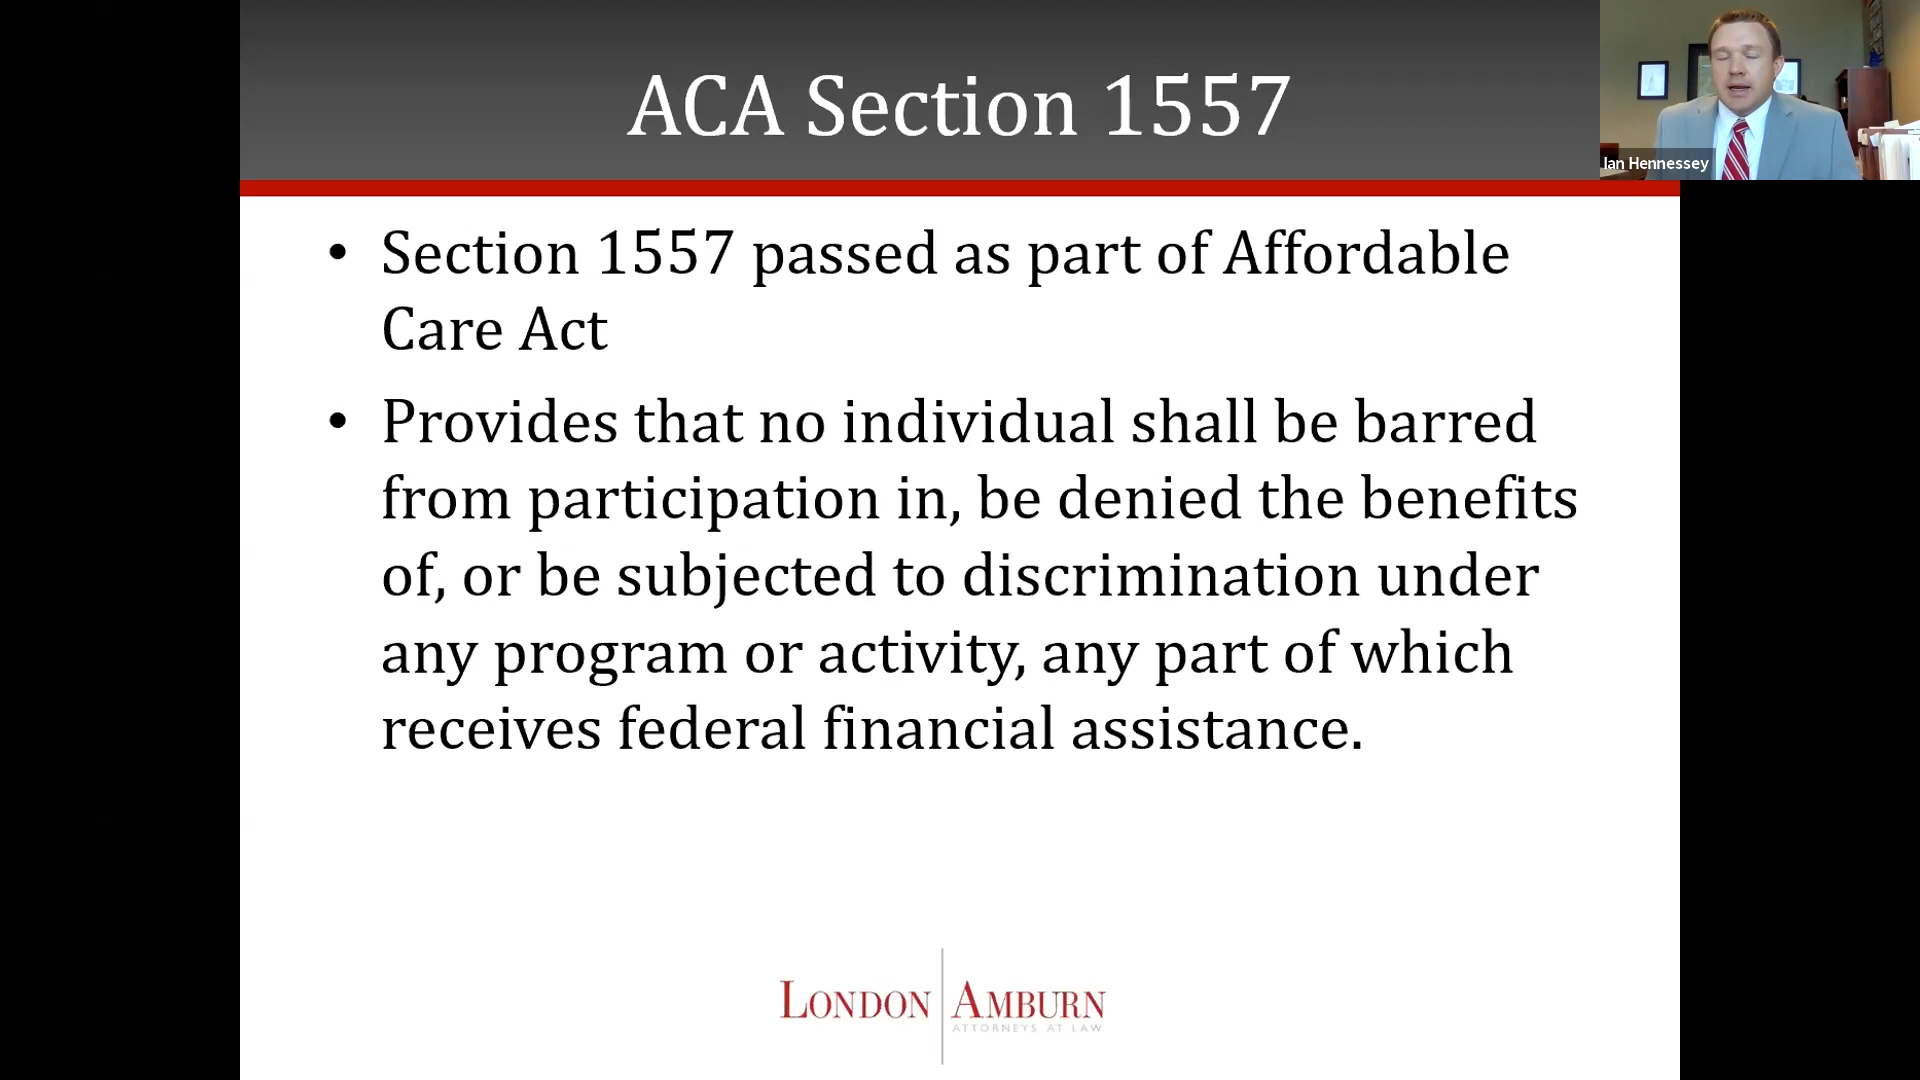 ACA Section 1557
Ian Hennessey
• Section 1557 passed as part of Affordable
Care Act
• Provides that no individual shall be barred
from participation in, be denied the benefits
of, or be subjected to discrimination under
any program or activity, any part of which
receives federal financial assistance.
LONDON AMBURN
ATTORNEYS AT LAW